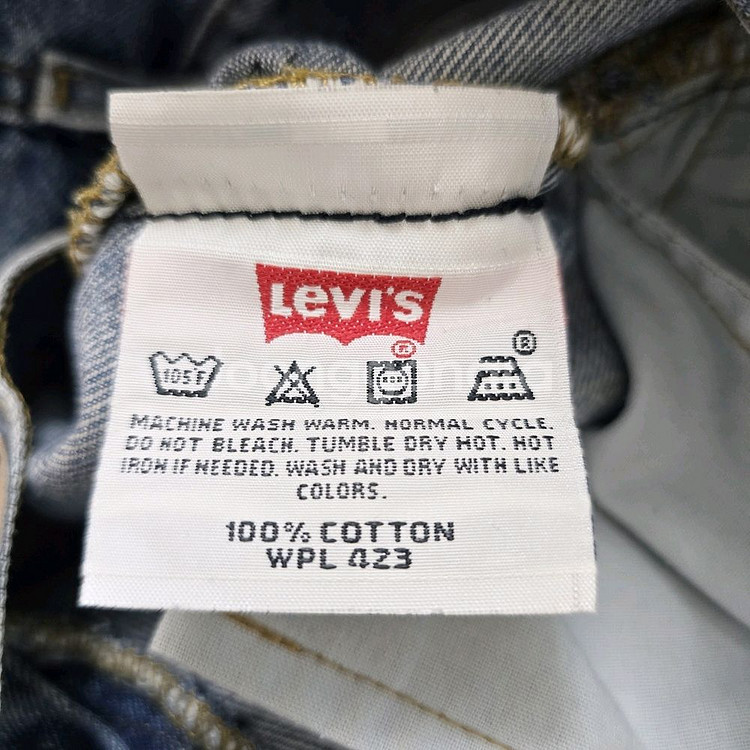 LEVI'S
®
105F
®
MACHINE WASH WARM. NORMAL CYCLE.
DO NOT BLEACH. TUMBLE DRY HOT. HOT
IRON IF NEEDED. WASH AND DRY WITH LIKE
COLORS.
100% COTTON
WPL 423